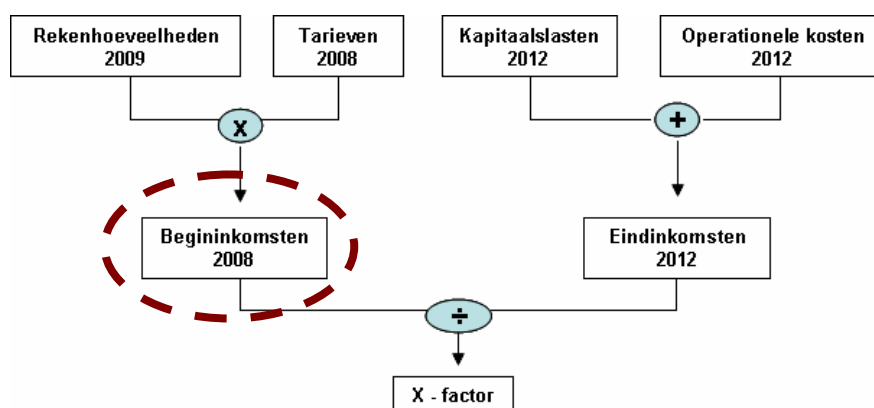 Rekenhoeveelheden
2009
Tarieven
2008
Kapitaalslasten
2012
Operationele kosten
2012
x
+
Begininkomsten
2008
Eindinkomsten
2012
÷
X - factor